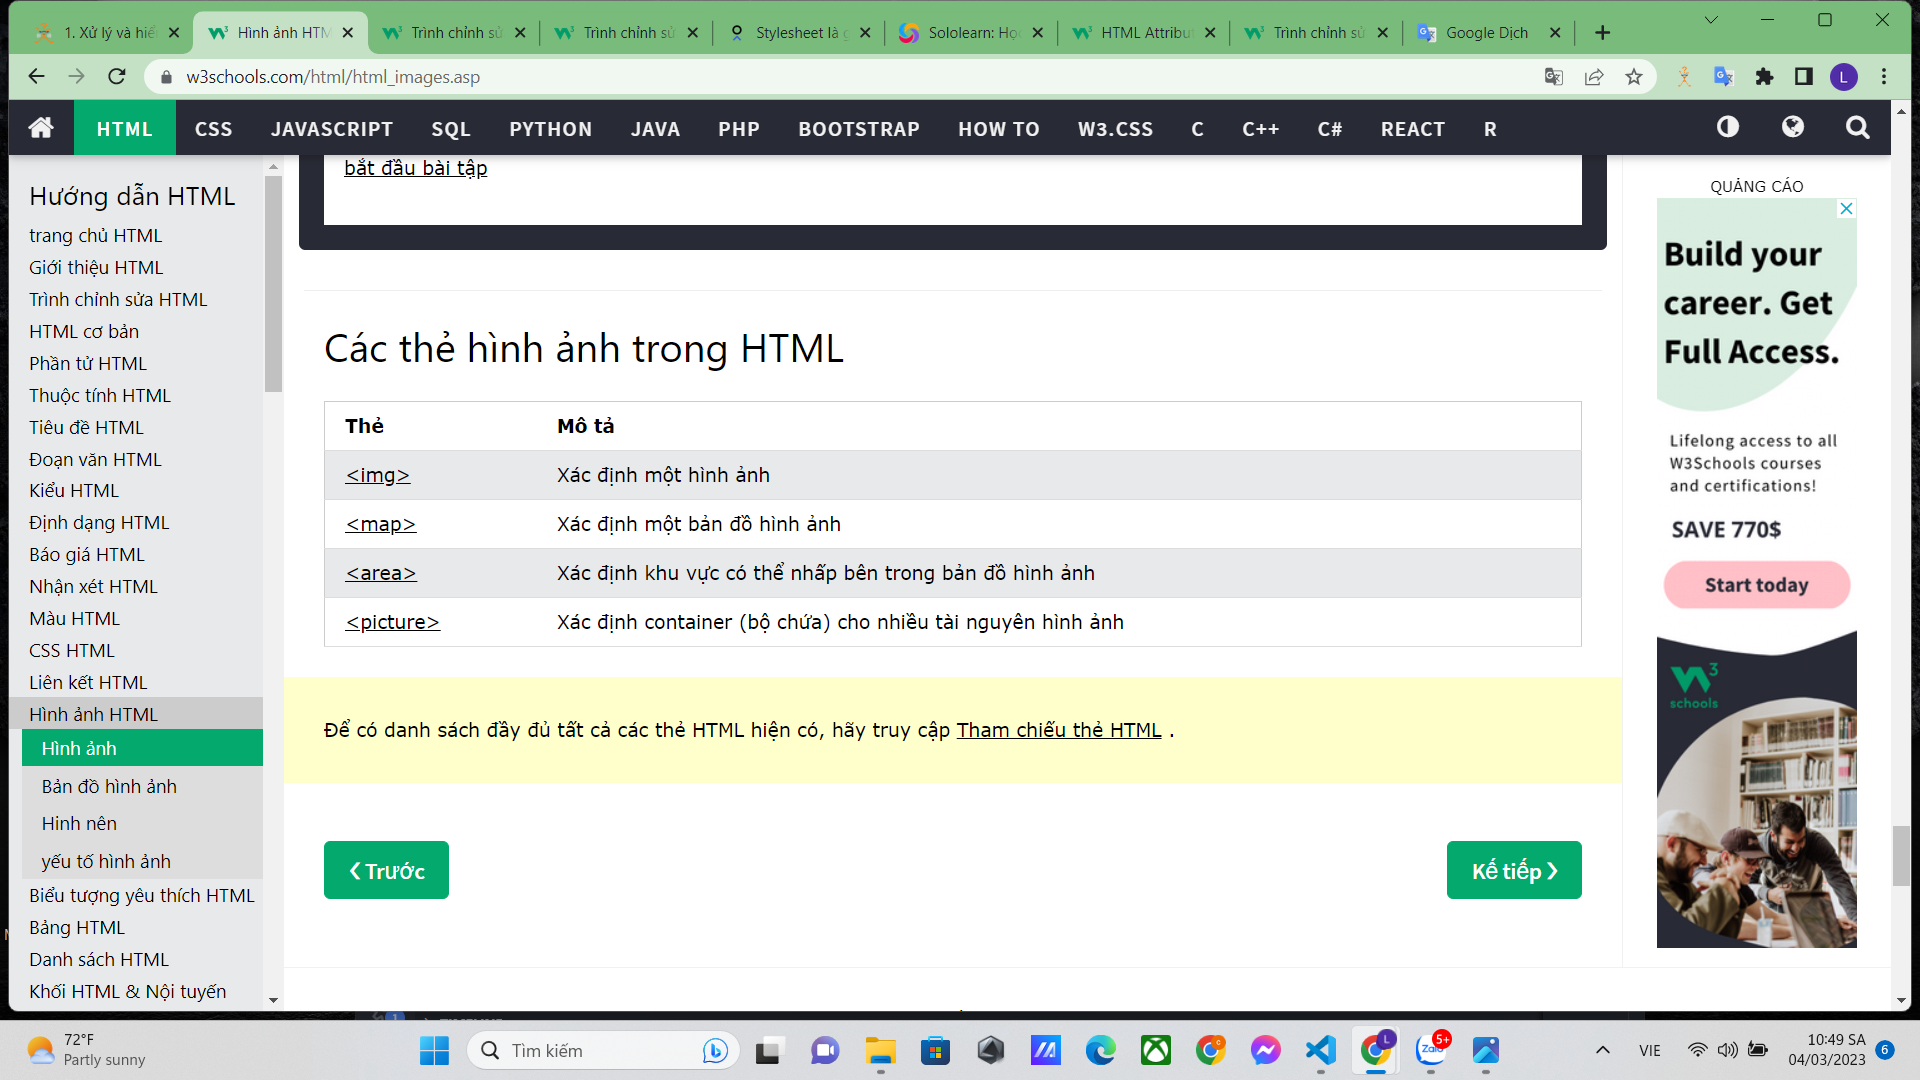 1. Xử lý và hiể
Hình ảnh HTM
Trình chỉnh sử
Trình chỉnh sử
Stylesheet là g
Sololearn: Họ
HTML Attribut
Trình chỉnh sử
Google Dịch
w3schools.com/html/html_images.asp
L
HTML
CSS
JAVASCRIPT
SQL
PYTHON
JAVA
PHP
BOOTSTRAP
HOW TO
W3.CSS
C
C++
C#
REACT
R
Hướng dẫn HTML
trang chủ HTML
Giới thiệu HTML
Trình chỉnh sửa HTML
HTML cơ bản
Phần tử HTML
Thuộc tính HTML
Tiêu đề HTML
Đoạn văn HTML
Kiểu HTML
Định dạng HTML
Báo giá HTML
Nhận xét HTML
Màu HTML
CSS HTML
Liên kết HTML
Hình ảnh HTML
Hình ảnh
Bản đồ hình ảnh
Hinh nên
yếu tố hình ảnh
Biểu tượng yêu thích HTML
Bảng HTML
Danh sách HTML
Khối HTML & Nội tuyến
bắt đầu bài tập
Các thẻ hình ảnh trong HTML
Thẻ Mô tả
<img> Xác định một hình ảnh
<map> Xác định một bản đồ hình ảnh
<area> Xác định khu vực có thể nhấp bên trong bản đồ hình ảnh
<picture> Xác định container (bộ chứa) cho nhiều tài nguyên hình ảnh
Để có danh sách đầy đủ tất cả các thẻ HTML hiện có, hãy truy cập Tham chiếu thẻ HTML .
❮ Trước
Kế tiếp ❯
QUẢNG CÁO
Build your
career. Get
Full Access.
Lifelong access to all
W3Schools courses
and certifications!
SAVE 770$
Start today
W3
schools
72°F
Partly sunny
Tìm kiếm
L
Zalo
5+
VIE
10:49 SA
04/03/2023
6